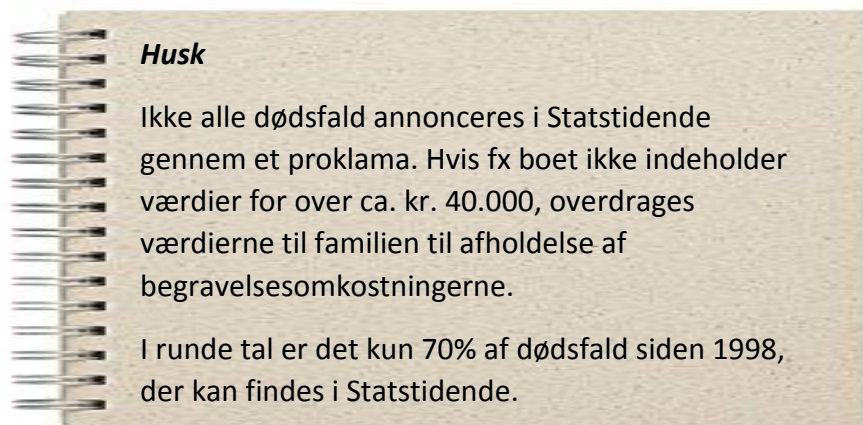 Husk
Ikke alle dødsfald annonceres i Statstidende
gennem et proklama. Hvis fx boet ikke indeholder
værdier for over ca. kr. 40.000, overdrages
værdierne til familien til afholdelse af
begravelsesomkostningerne.
I runde tal er det kun 70% af dødsfald siden 1998,
der kan findes i Statstidende.